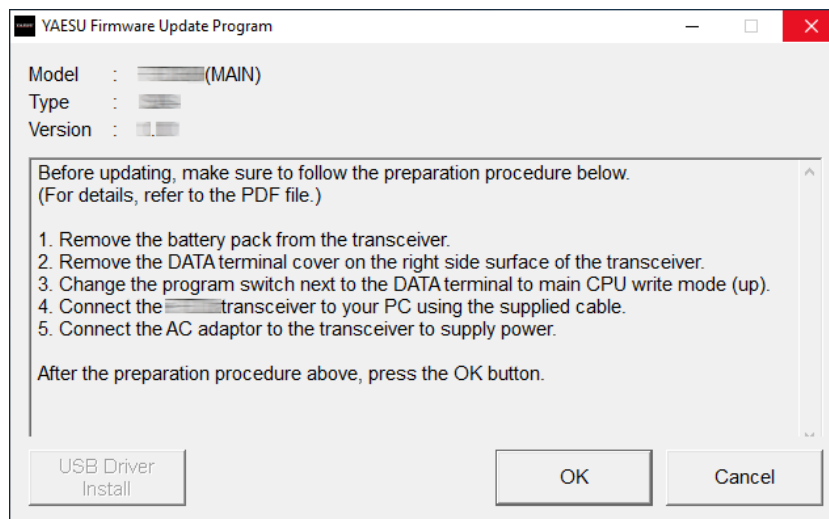 YAESU Firmware Update Program
Model : (MAIN)
Type :
Version : .
Before updating, make sure to follow the preparation procedure below.
(For details, refer to the PDF file.)
1. Remove the battery pack from the transceiver.
2. Remove the DATA terminal cover on the right side surface of the transceiver.
3. Change the program switch next to the DATA terminal to main CPU write mode (up).
4. Connect the transceiver to your PC using the supplied cable.
5. Connect the AC adaptor to the transceiver to supply power.
After the preparation procedure above, press the OK button.
USB Driver
Install
OK
Cancel